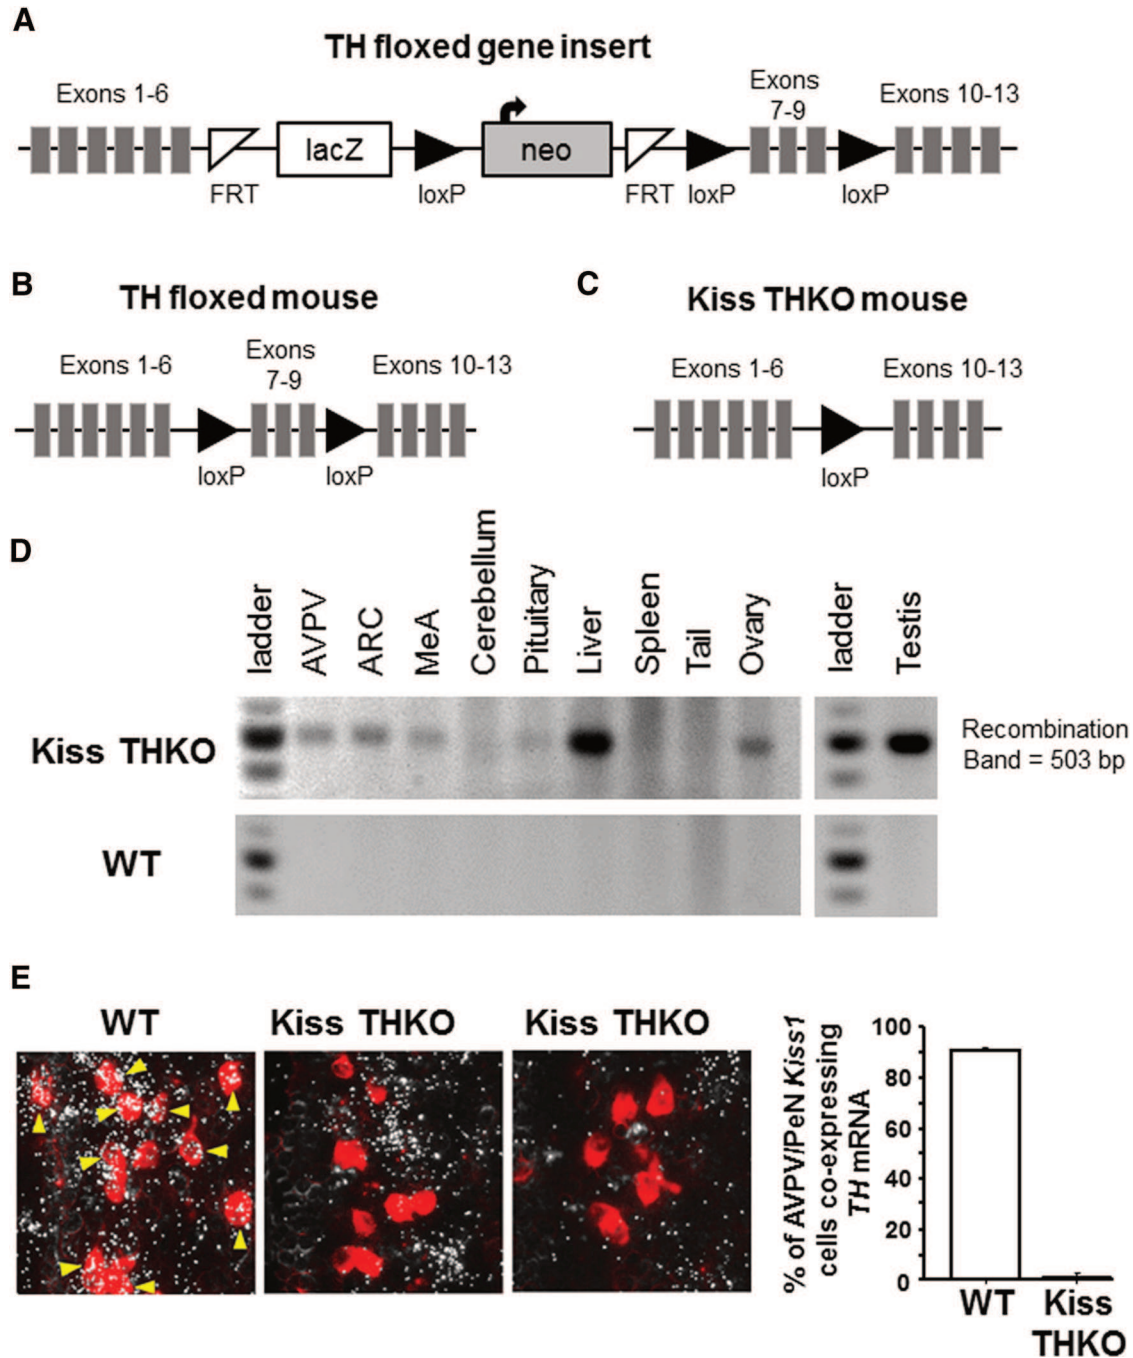 A
TH floxed gene insert
Exons 1-6
Exons
7-9
Exons 10-13
lacZ
neo
FRT
loxP
FRT
loxP
loxP
B
TH floxed mouse
Exons 1-6
Exons
7-9
Exons 10-13
loxP
loxP
C
Kiss THKO mouse
Exons 1-6
Exons 10-13
loxP
D
ladder
AVPV
ARC
MeA
Cerebellum
Pituitary
Liver
Spleen
Tail
Ovary
ladder
Testis
Kiss THKO
Recombination
Band = 503 bp
WT
E
WT
Kiss THKO
Kiss THKO
% of AVPV/PeN Kiss1
cells co-expressing
TH mRNA
100
80
60
40
20
0
WT
Kiss
THKO